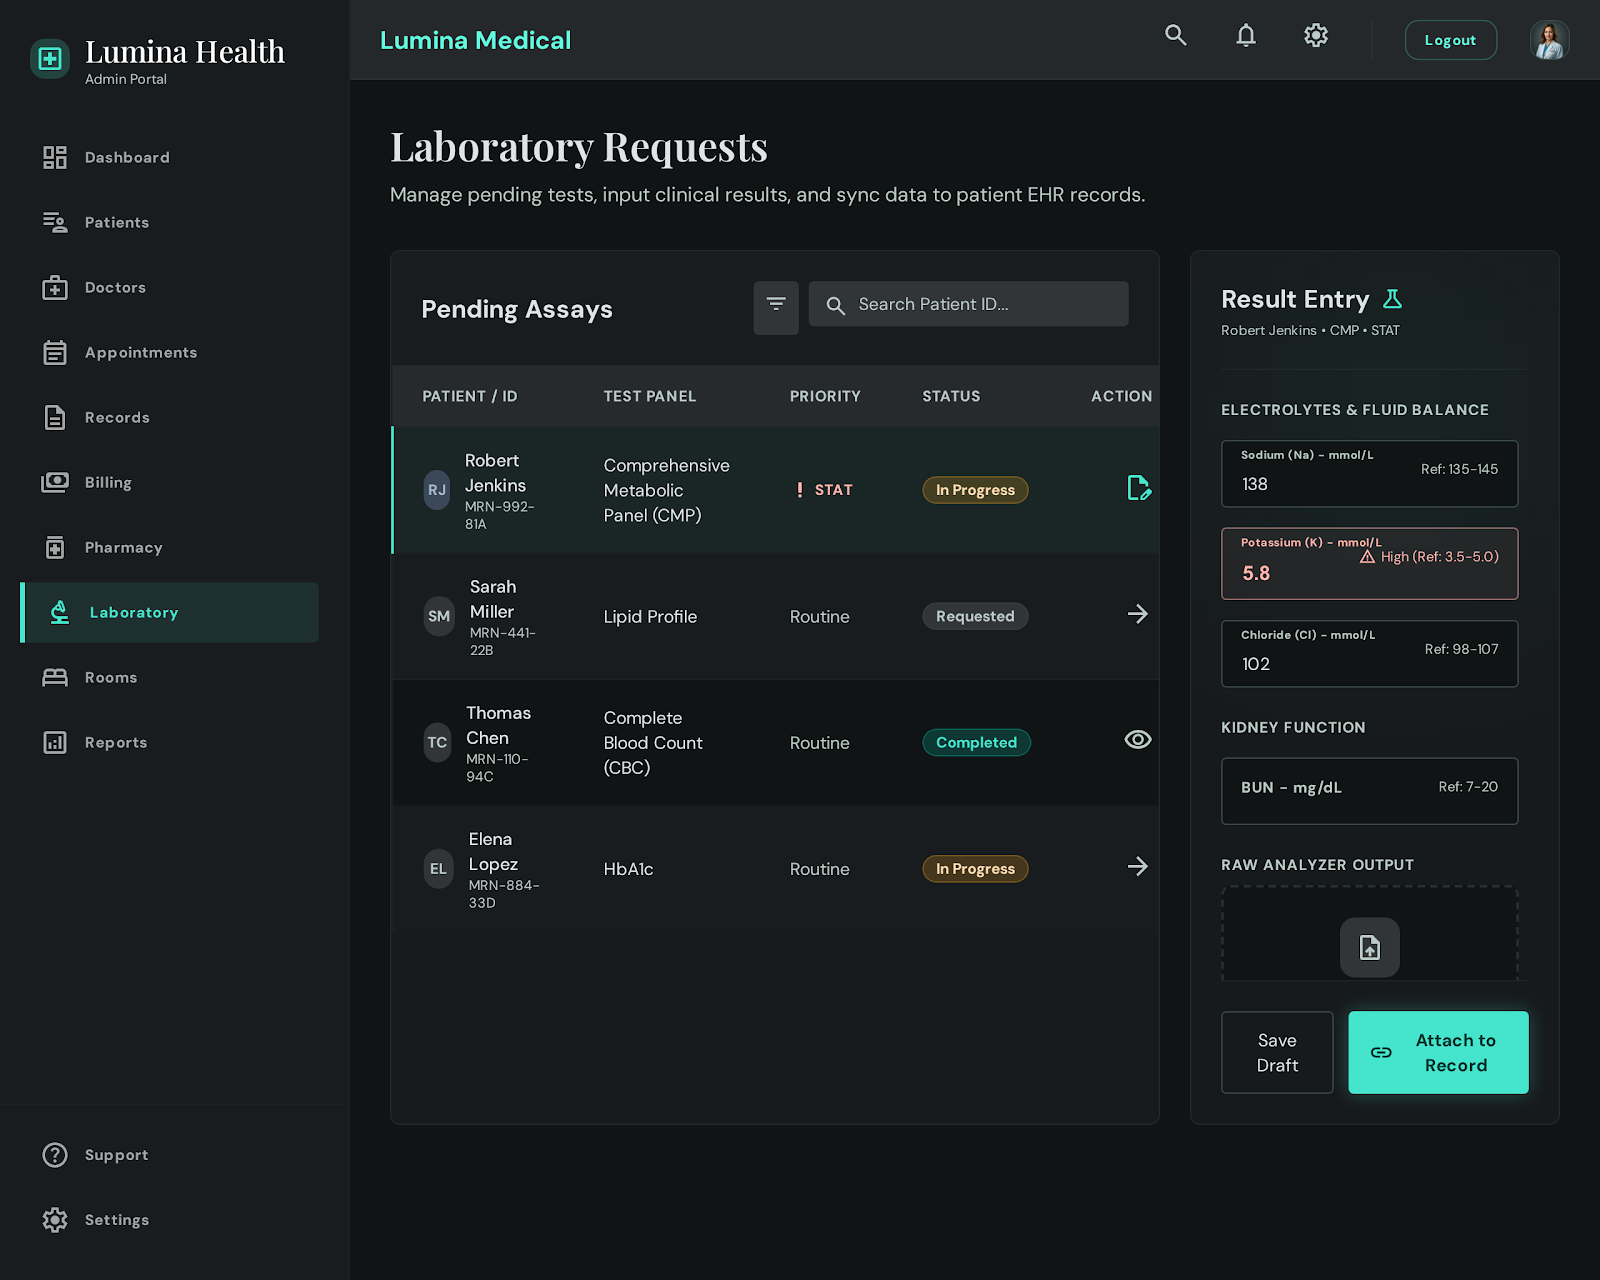 Lumina Health
Admin Portal
Dashboard
Patients
Doctors
Appointments
Records
Billing
Pharmacy
Laboratory
Rooms
Reports
Support
Settings
Lumina Medical
Logout
Laboratory Requests
Manage pending tests, input clinical results, and sync data to patient EHR records.
Pending Assays
Search Patient ID...
PATIENT / ID
TEST PANEL
PRIORITY
STATUS
ACTION
RJ
Robert
Jenkins
MRN-992-
81A
Comprehensive
Metabolic
Panel (CMP)
! STAT
In Progress
SM
Sarah
Miller
MRN-441-
22B
Lipid Profile
Routine
Requested
TC
Thomas
Chen
MRN-110-
94C
Complete
Blood Count
(CBC)
Routine
Completed
EL
Elena
Lopez
MRN-884-
33D
HbA1c
Routine
In Progress
Result Entry
Robert Jenkins • CMP • STAT
ELECTROLYTES & FLUID BALANCE
Sodium (Na) - mmol/L
138
Ref: 135-145
Potassium (K) - mmol/L
5.8
High (Ref: 3.5-5.0)
Chloride (Cl) - mmol/L
102
Ref: 98-107
KIDNEY FUNCTION
BUN - mg/dL
Ref: 7-20
RAW ANALYZER OUTPUT
Save
Draft
Attach to
Record